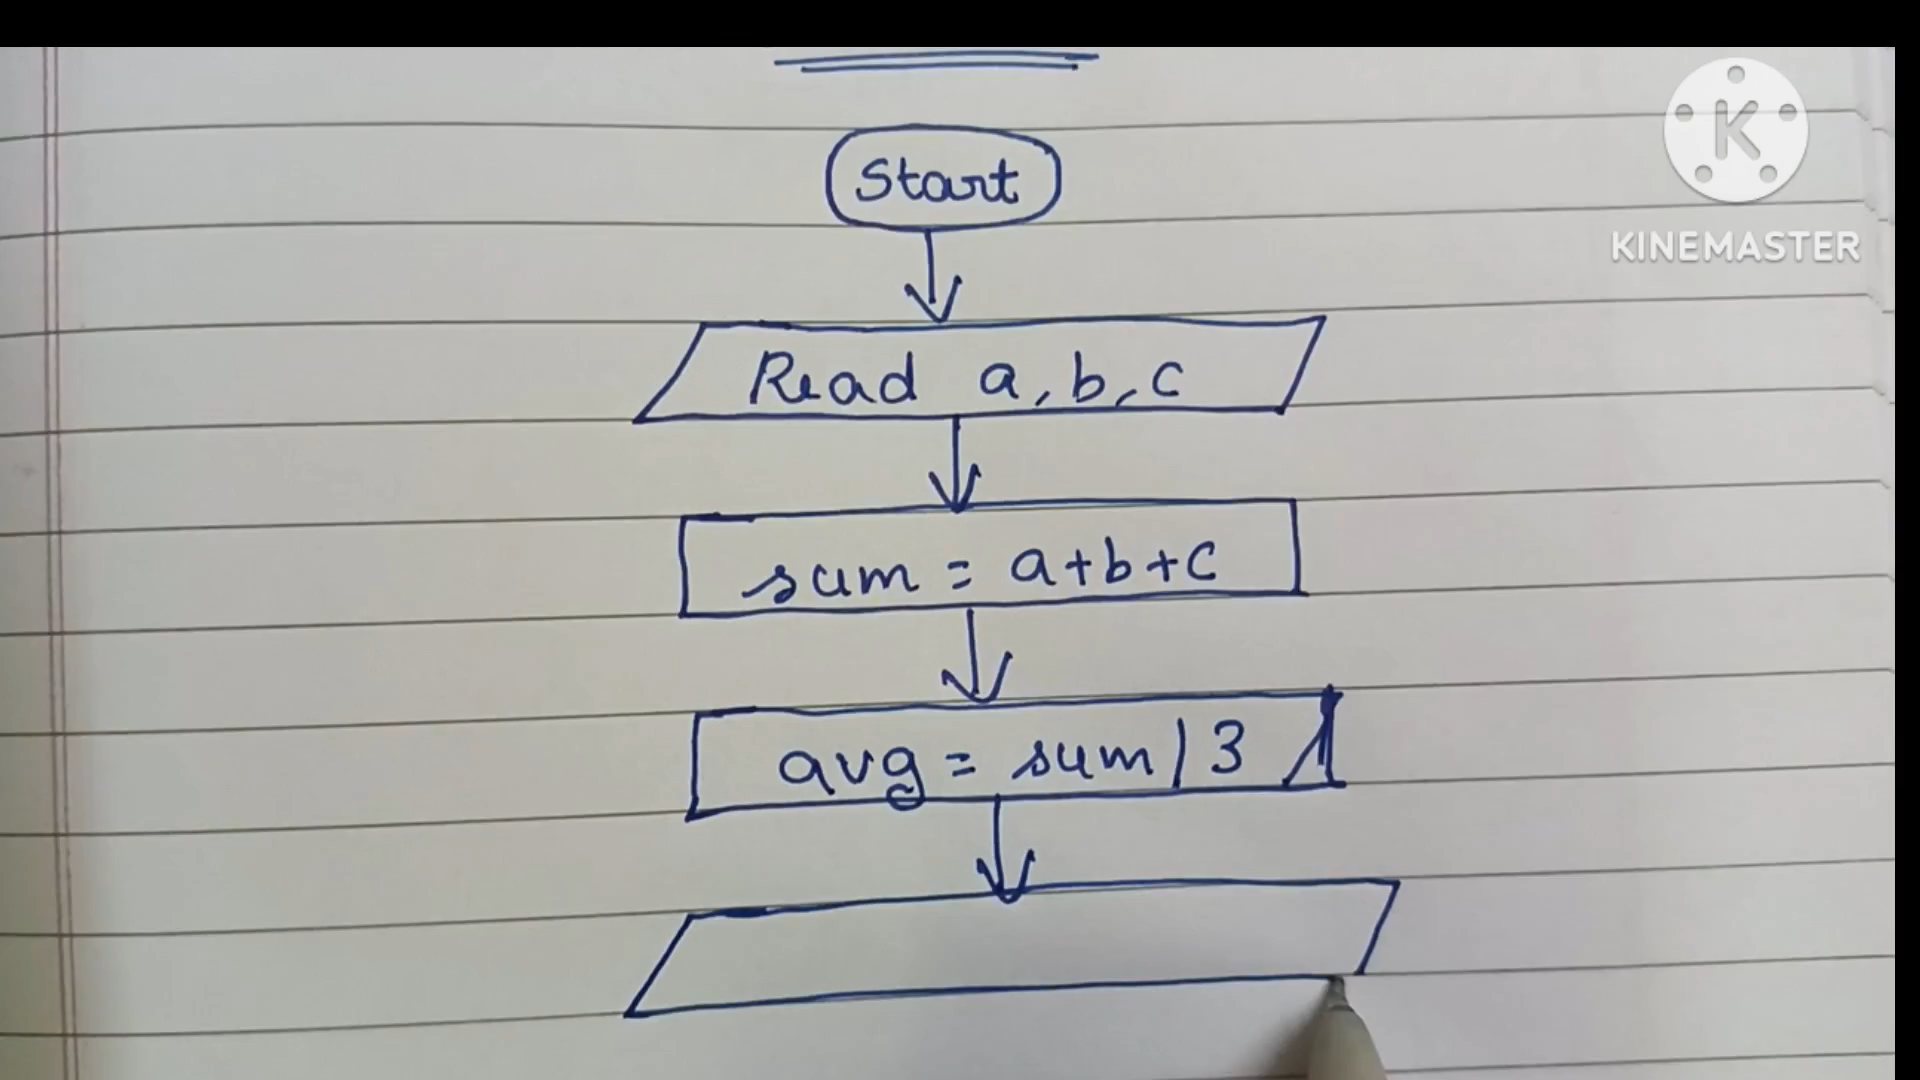 Start
K
KINEMASTER
Read a, b, c
sum = a+b+c
avg = sum/3